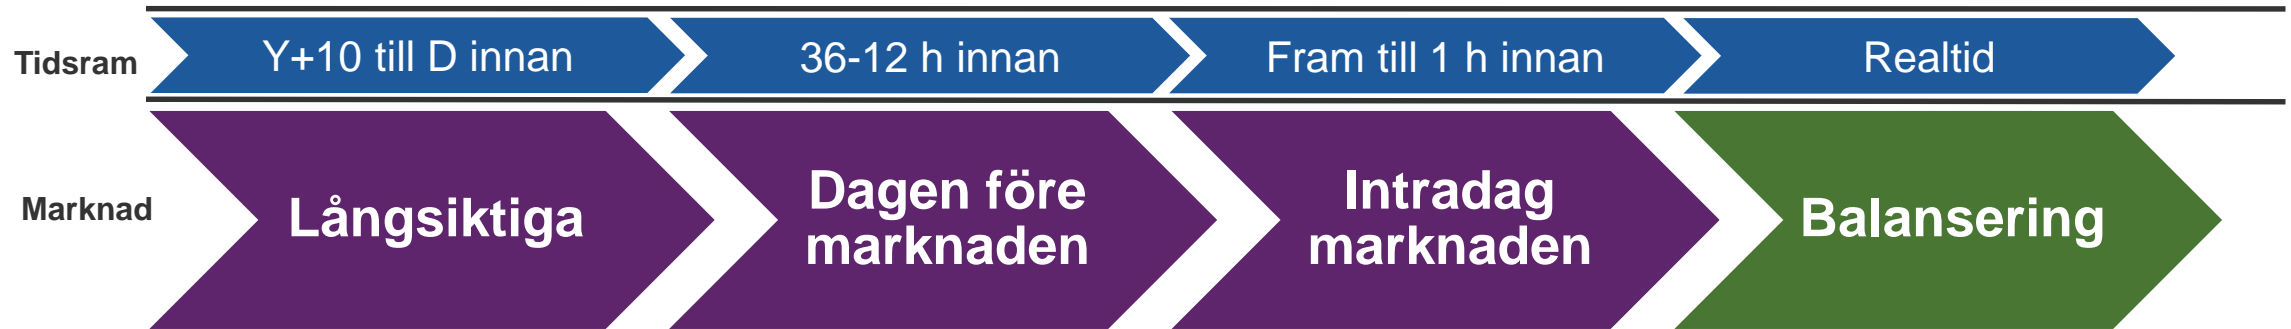 Tidsram
Y+10 till D innan
36-12 h innan
Fram till 1 h innan
Realtid
Marknad
Långsiktiga
Dagen före
marknaden
Intradag
marknaden
Balansering